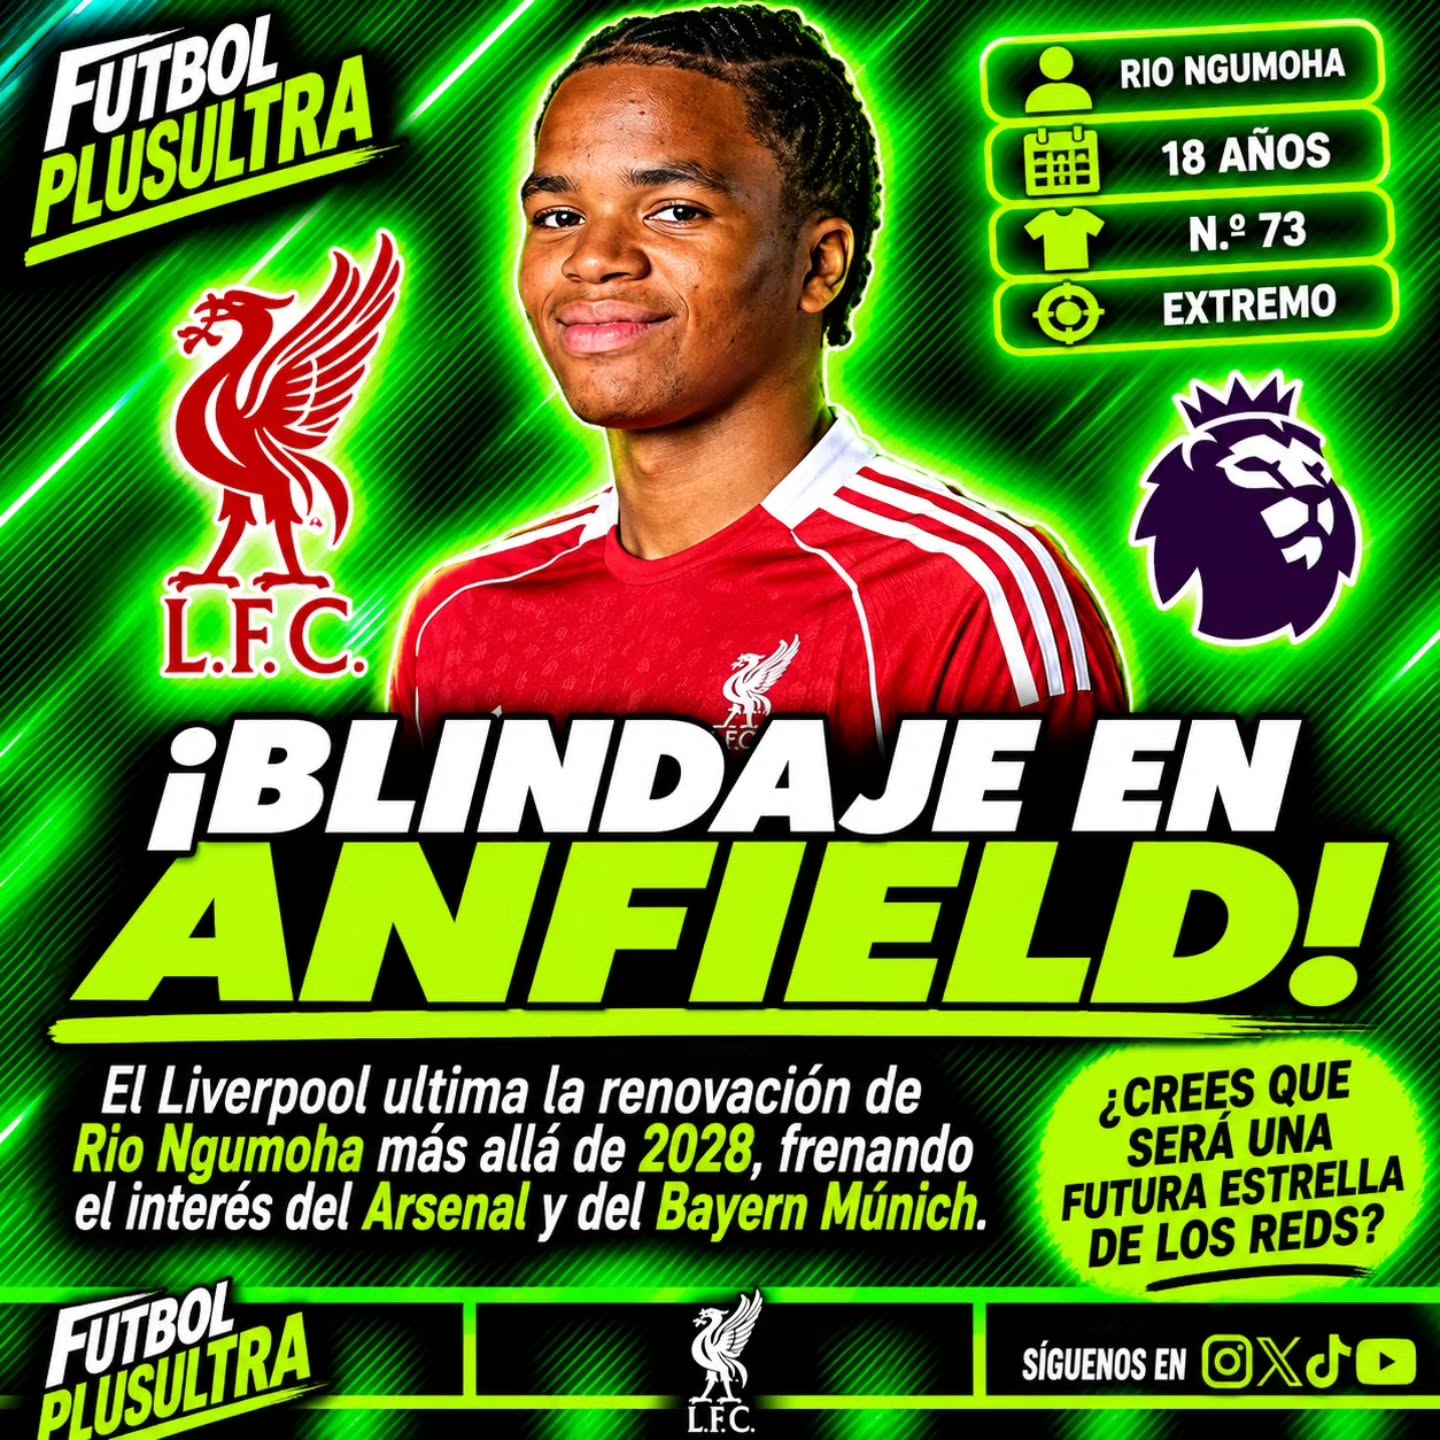 FUTBOL
PLUSULTRA
RIO NGUMOHA
18 AÑOS
N.º 73
EXTREMO
L.F.C.
¡BLINDAJE EN
ANFIELD!
El Liverpool ultima la renovación de
Rio Ngumoha más allá de 2028, frenando
el interés del Arsenal y del Bayern Múnich.
¿CREES QUE
SERÁ UNA
FUTURA ESTRELLA
DE LOS REDS?
FUTBOL
PLUSULTRA
L.F.C.
SÍGUENOS EN